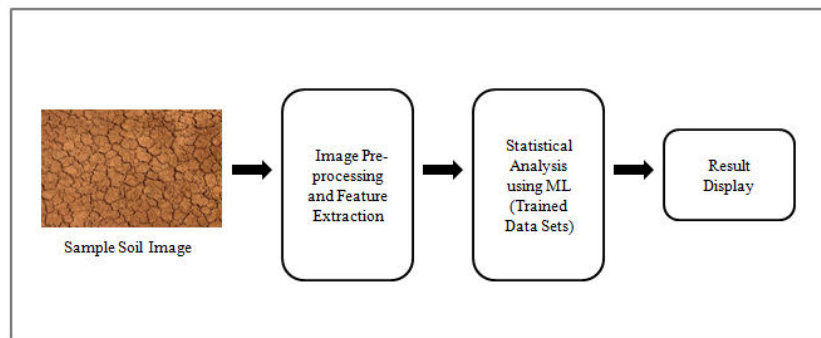 Sample Soil Image
Image Pre-
processing
and Feature
Extraction
Statistical
Analysis
using ML
(Trained
Data Sets)
Result
Display